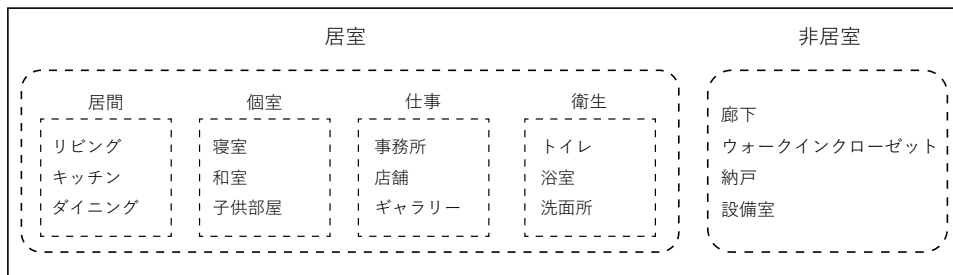 居室
非居室
居間
リビング
キッチン
ダイニング
個室
寝室
和室
子供部屋
仕事
事務所
店舗
ギャラリー
衛生
トイレ
浴室
洗面所
廊下
ウォークインクローゼット
納戸
設備室